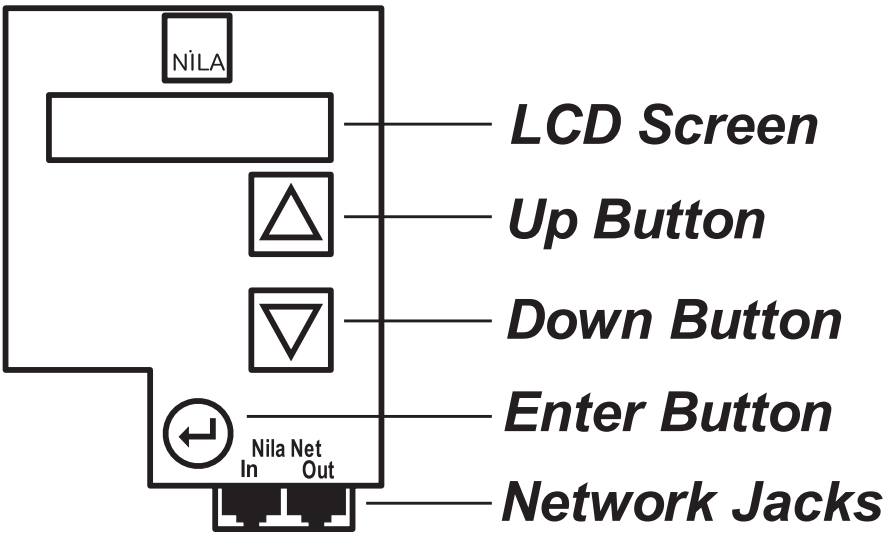 NiLA
LCD Screen
Up Button
Down Button
Enter Button
Nila Net
In Out
Network Jacks